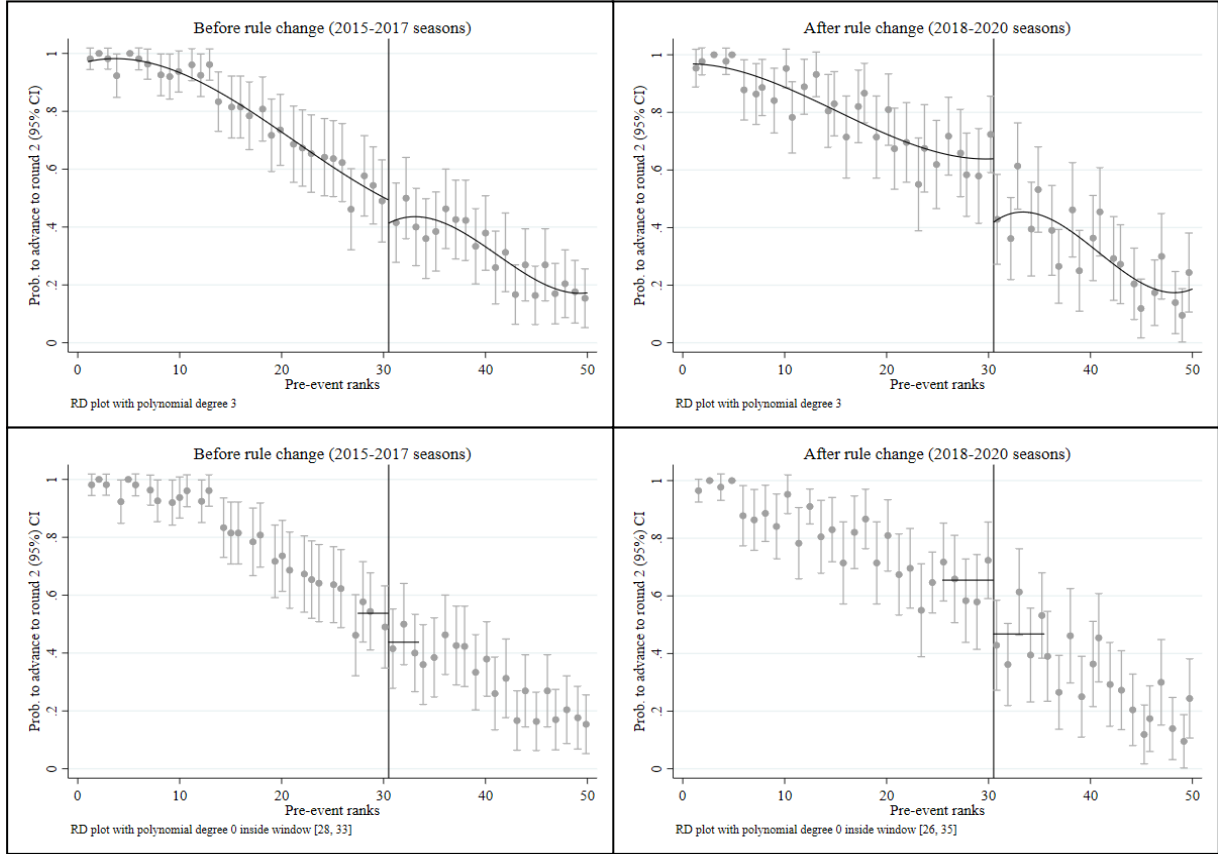 Before rule change (2015-2017 seasons)
Prob. to advance to round 2 (95% CI)
1
.8
.6
.4
.2
0
0 10 20 30 40 50
Pre-event ranks
RD plot with polynomial degree 3
After rule change (2018-2020 seasons)
Prob. to advance to round 2 (95% CI)
1
.8
.6
.4
.2
0
0 10 20 30 40 50
Pre-event ranks
RD plot with polynomial degree 3
Before rule change (2015-2017 seasons)
Prob. to advance to round 2 (95%) CI
1
.8
.6
.4
.2
0
0 10 20 30 40 50
Pre-event ranks
RD plot with polynomial degree 0 inside window [28, 33]
After rule change (2018-2020 seasons)
Prob. to advance to round 2 (95%) CI
1
.8
.6
.4
.2
0
0 10 20 30 40 50
Pre-event ranks
RD plot with polynomial degree 0 inside window [26, 35]